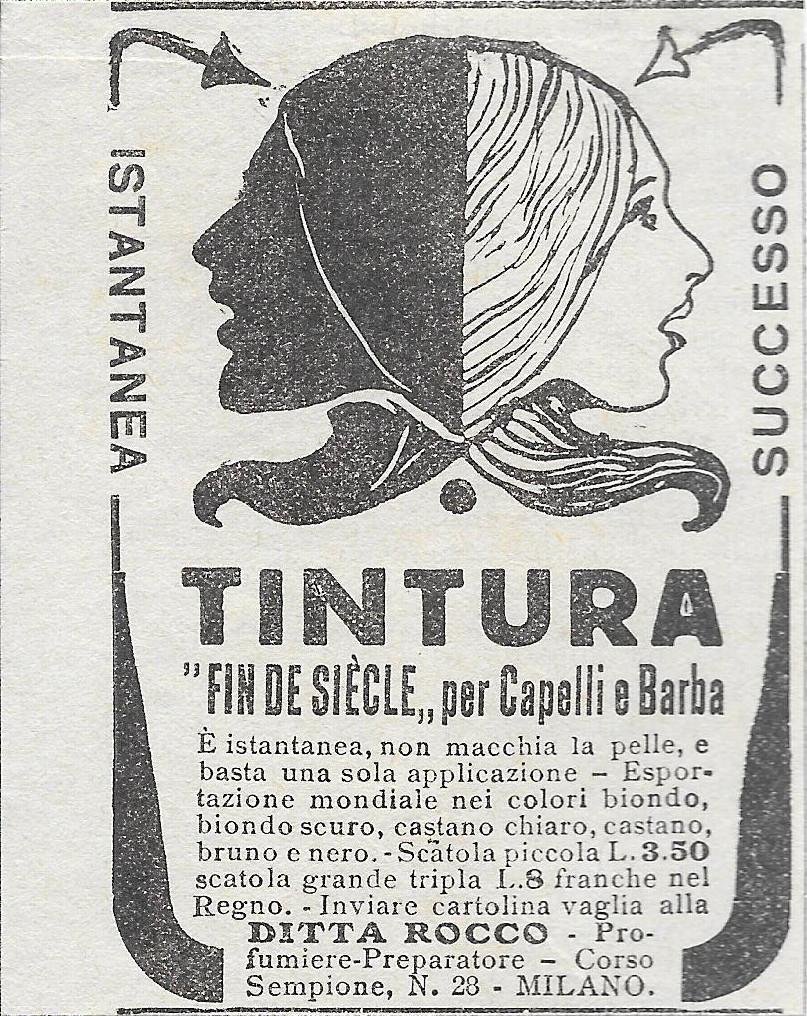 ISTANTANEA
SUCCESSO
TINTURA
”FIN DE SIÈCLE„ per Capelli e Barba
È istantanea, non macchia la pelle, e
basta una sola applicazione – Espor-
tazione mondiale nei colori biondo,
biondo scuro, castano chiaro, castano,
bruno e nero. - Scatola piccola L. 3.50
scatola grande tripla L. 8 franche nel
Regno. - Inviare cartolina vaglia alla
DITTA ROCCO - Pro-
fumiere-Preparatore – Corso
Sempione, N. 28 - MILANO.